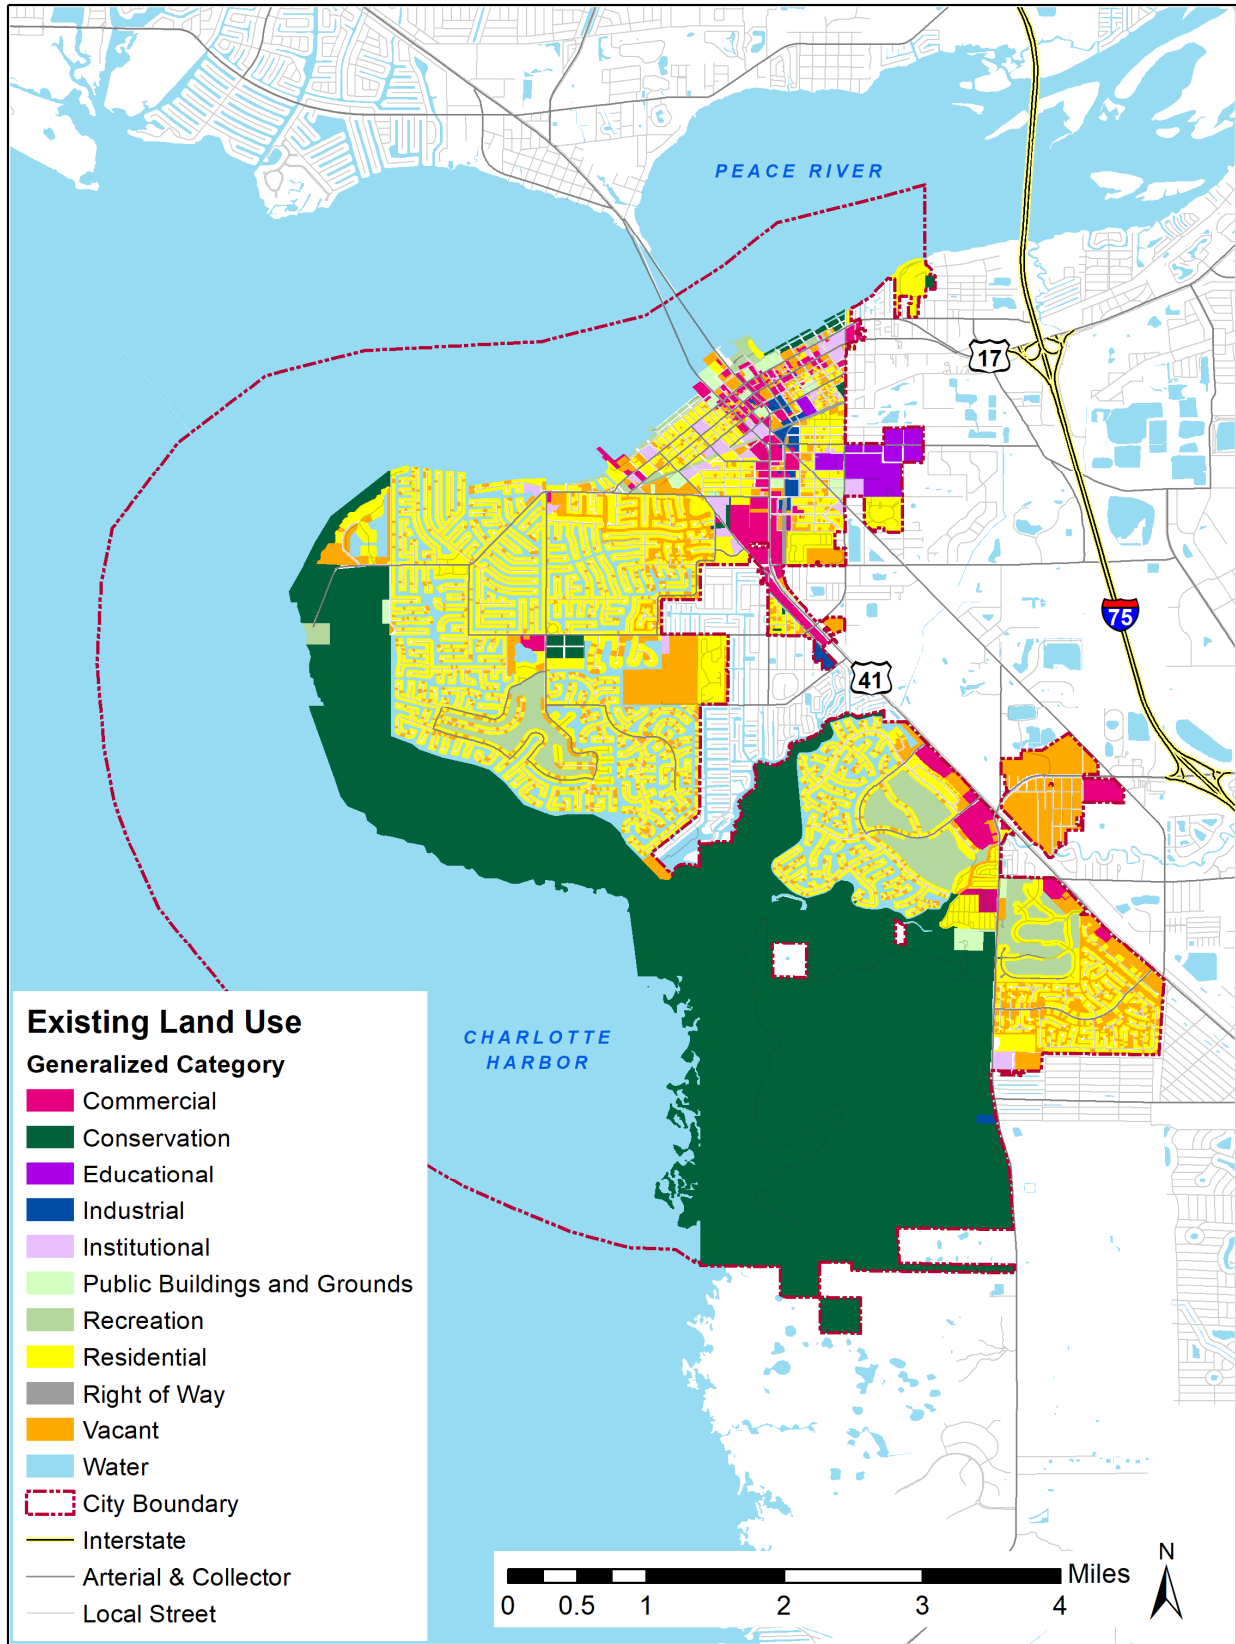 PEACE RIVER
17
75
41
CHARLOTTE
HARBOR
Existing Land Use
Generalized Category
Commercial
Conservation
Educational
Industrial
Institutional
Public Buildings and Grounds
Recreation
Residential
Right of Way
Vacant
Water
City Boundary
Interstate
Arterial & Collector
Local Street
Miles
0 0.5 1 2 3 4
N